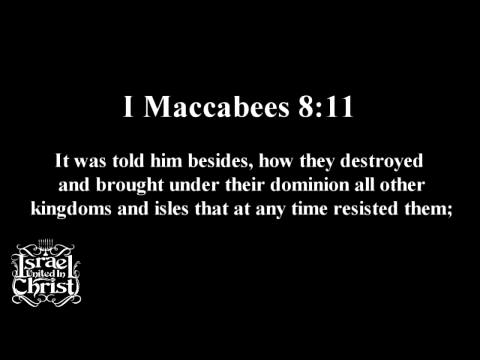 I Maccabees 8:11
It was told him besides, how they destroyed
and brought under their dominion all other
kingdoms and isles that at any time resisted them;
Israel
United In
Christ